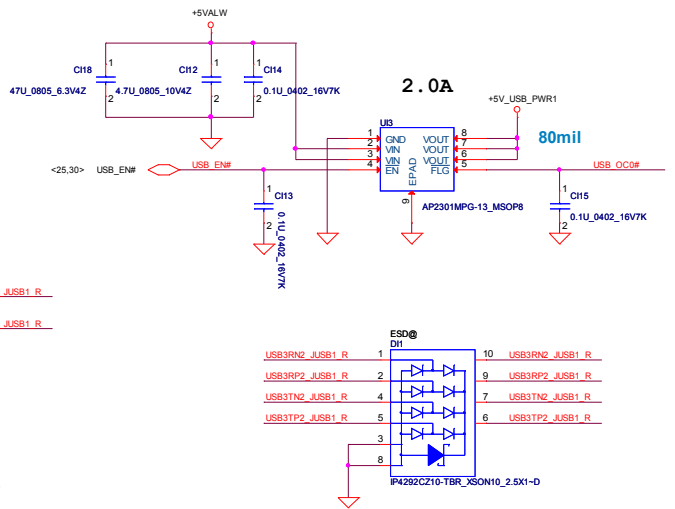 +5VALW
1
CI18
47U_0805_6.3V4Z
2
1
CI12
4.7U_0805_10V4Z
2
1
CI14
0.1U_0402_16V7K
2
2.0A
+5V_USB_PWR1
80mil
UI3
1 GND VOUT 8
2 VIN VOUT 7
3 VIN VOUT 6
4 EN FLG 5
EPAD
9
AP2301MPG-13_MSOP8
<25,30> USB_EN# USB_EN#
USB_OC0#
1
CI13
2
0.1U_0402_16V7K
1
CI15
0.1U_0402_16V7K
2
JUSB1_R
JUSB1_R
ESD@
DI1
USB3RN2_JUSB1_R 1 10 USB3RN2_JUSB1_R
USB3RP2_JUSB1_R 2 9 USB3RP2_JUSB1_R
USB3TN2_JUSB1_R 4 7 USB3TN2_JUSB1_R
USB3TP2_JUSB1_R 5 6 USB3TP2_JUSB1_R
3
8
IP4292CZ10-TBR_XSON10_2.5X1~D